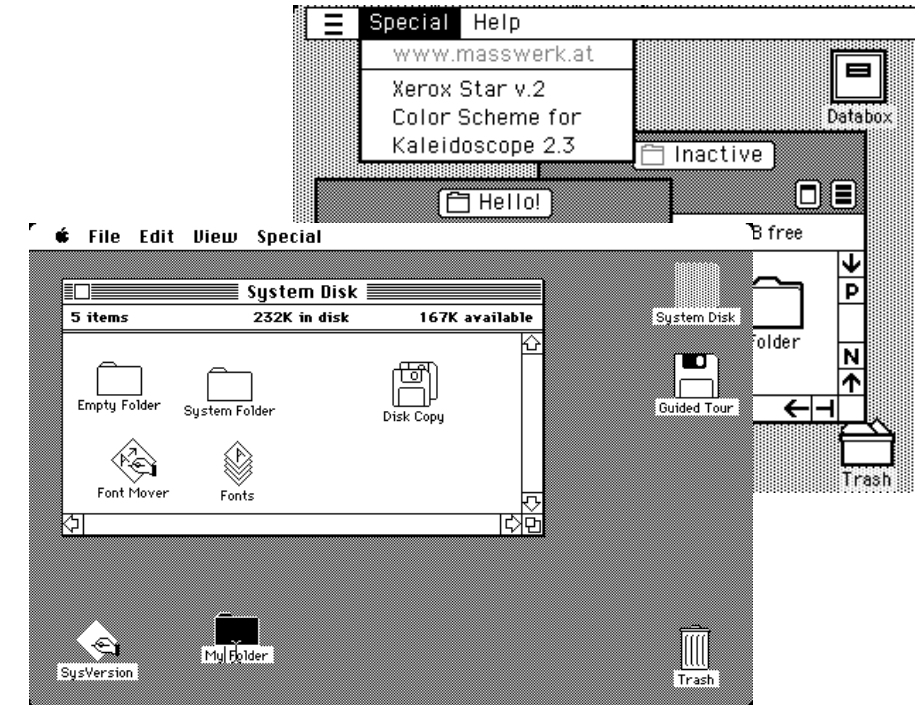 Special Help
www.masswerk.at
Xerox Star v.2
Color Scheme for
Kaleidoscope 2.3
Databox
Inactive
Hello!
B free
P
Folder
N
Trash
File Edit View Special
System Disk
5 items 232K in disk 167K available
Empty Folder
System Folder
Disk Copy
Font Mover
Fonts
System Disk
Guided Tour
SysVersion
My Folder
Trash